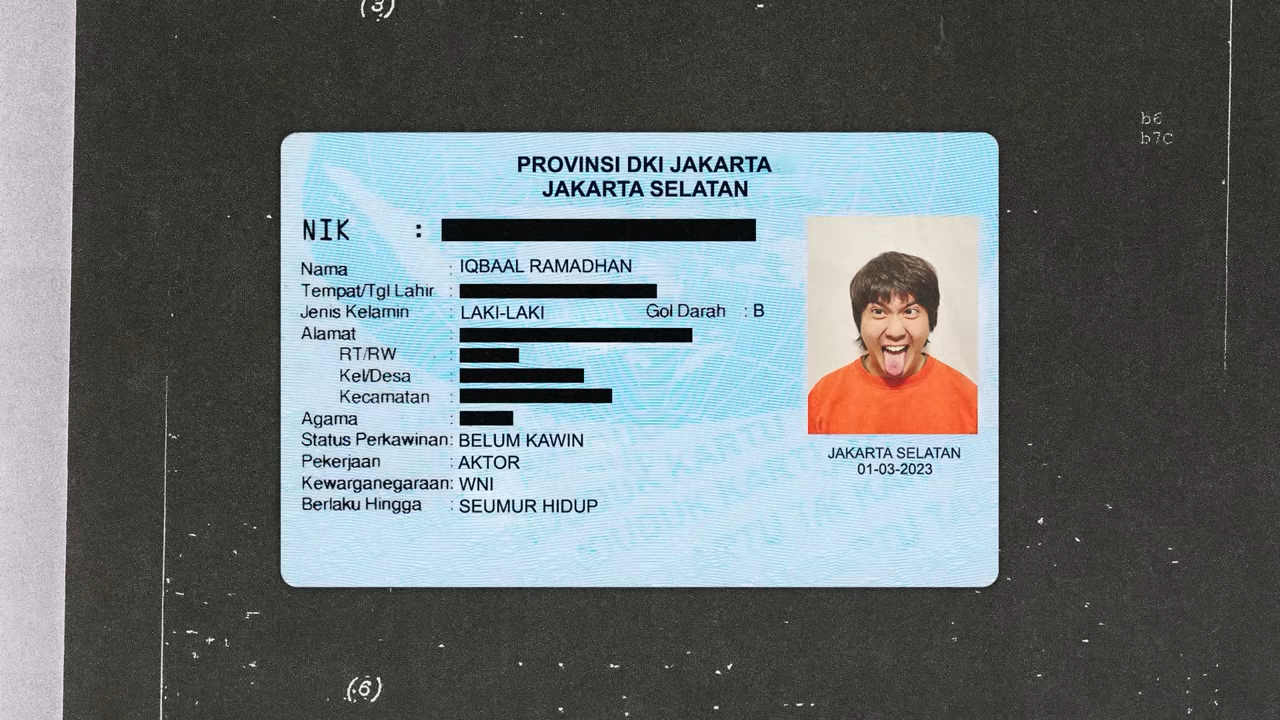 (3)
b6
b7C
PROVINSI DKI JAKARTA
JAKARTA SELATAN
NIK :
Nama : IQBAAL RAMADHAN
Tempat/Tgl Lahir :
Jenis Kelamin : LAKI-LAKI Gol Darah : B
Alamat :
RT/RW :
Kel/Desa :
Kecamatan :
Agama :
Status Perkawinan: BELUM KAWIN
Pekerjaan : AKTOR
Kewarganegaraan: WNI
Berlaku Hingga : SEUMUR HIDUP
JAKARTA SELATAN
01-03-2023
(6)